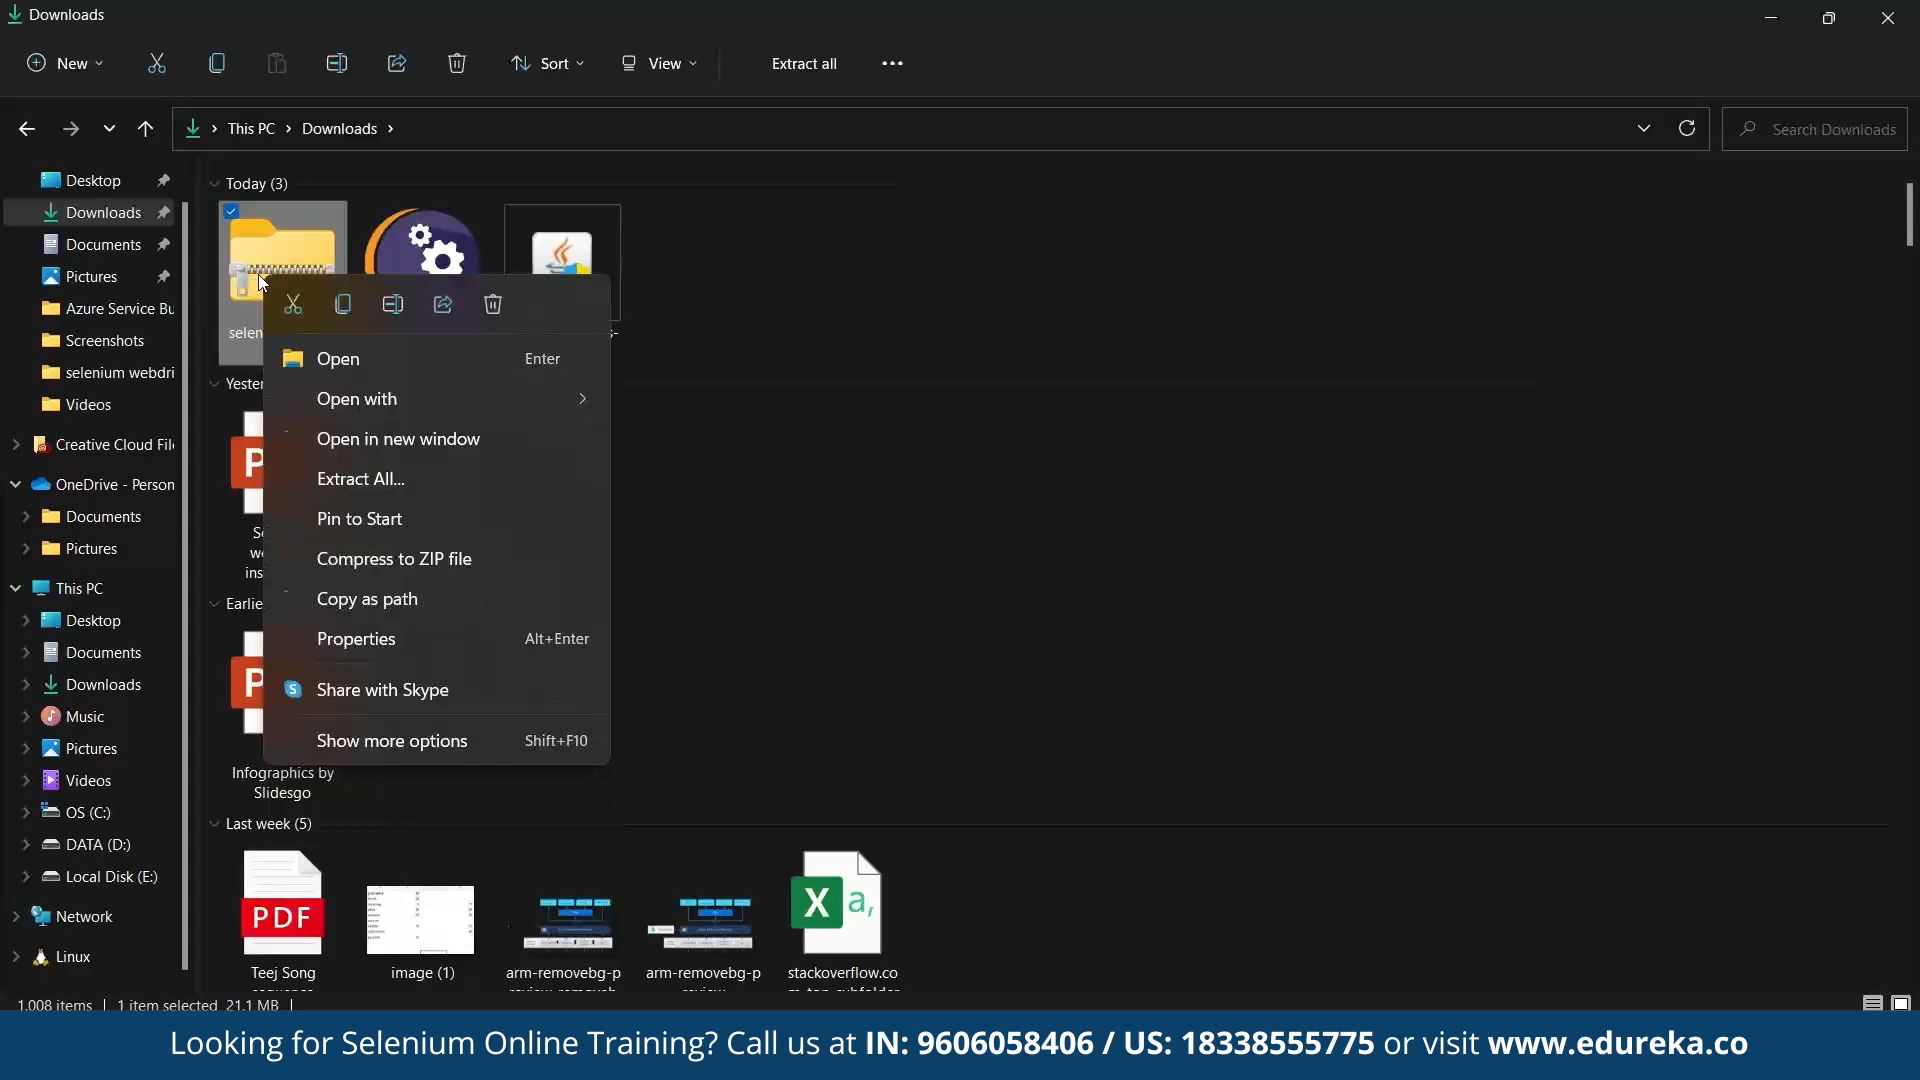 Downloads
New
Sort
View
Extract all
This PC
Downloads
Search Downloads
Desktop
Downloads
Documents
Pictures
Azure Service Bu
Screenshots
selenium webdri
Videos
Creative Cloud File
OneDrive - Person
Documents
Pictures
This PC
Desktop
Documents
Downloads
Music
Pictures
Videos
OS (C:)
DATA (D:)
Local Disk (E:)
Network
Linux
Today (3)
selen
Yester
Earlie
Open Enter
Open with
Open in new window
Extract All...
Pin to Start
Compress to ZIP file
Copy as path
Properties Alt+Enter
Share with Skype
Show more options Shift+F10
Infographics by
Slidesgo
Last week (5)
PDF
Teej Song
image (1)
arm-removebg-p
arm-removebg-p
X a,
stackoverflow.co
1,008 items
1 item selected 21.1 MB
Looking for Selenium Online Training? Call us at IN: 9606058406 / US: 18338555775 or visit www.edureka.co